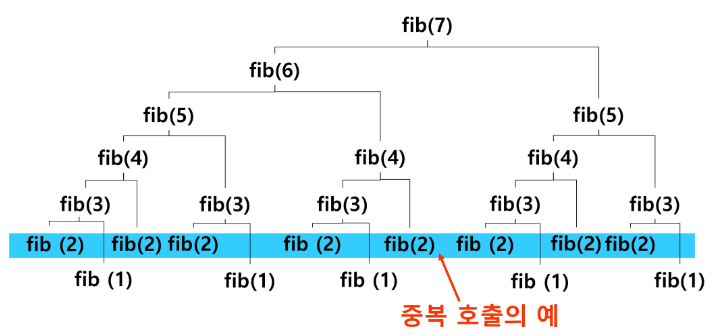 fib(7)
fib(6)
fib(5) fib(5)
fib(4) fib(4) fib(4)
fib(3) fib(3) fib(3) fib(3) fib(3)
fib (2) fib(2) fib(2) fib (2) fib(2) fib (2) fib(2) fib(2)
fib (1) fib(1) fib (1) fib (1) fib(1)
중복 호출의 예